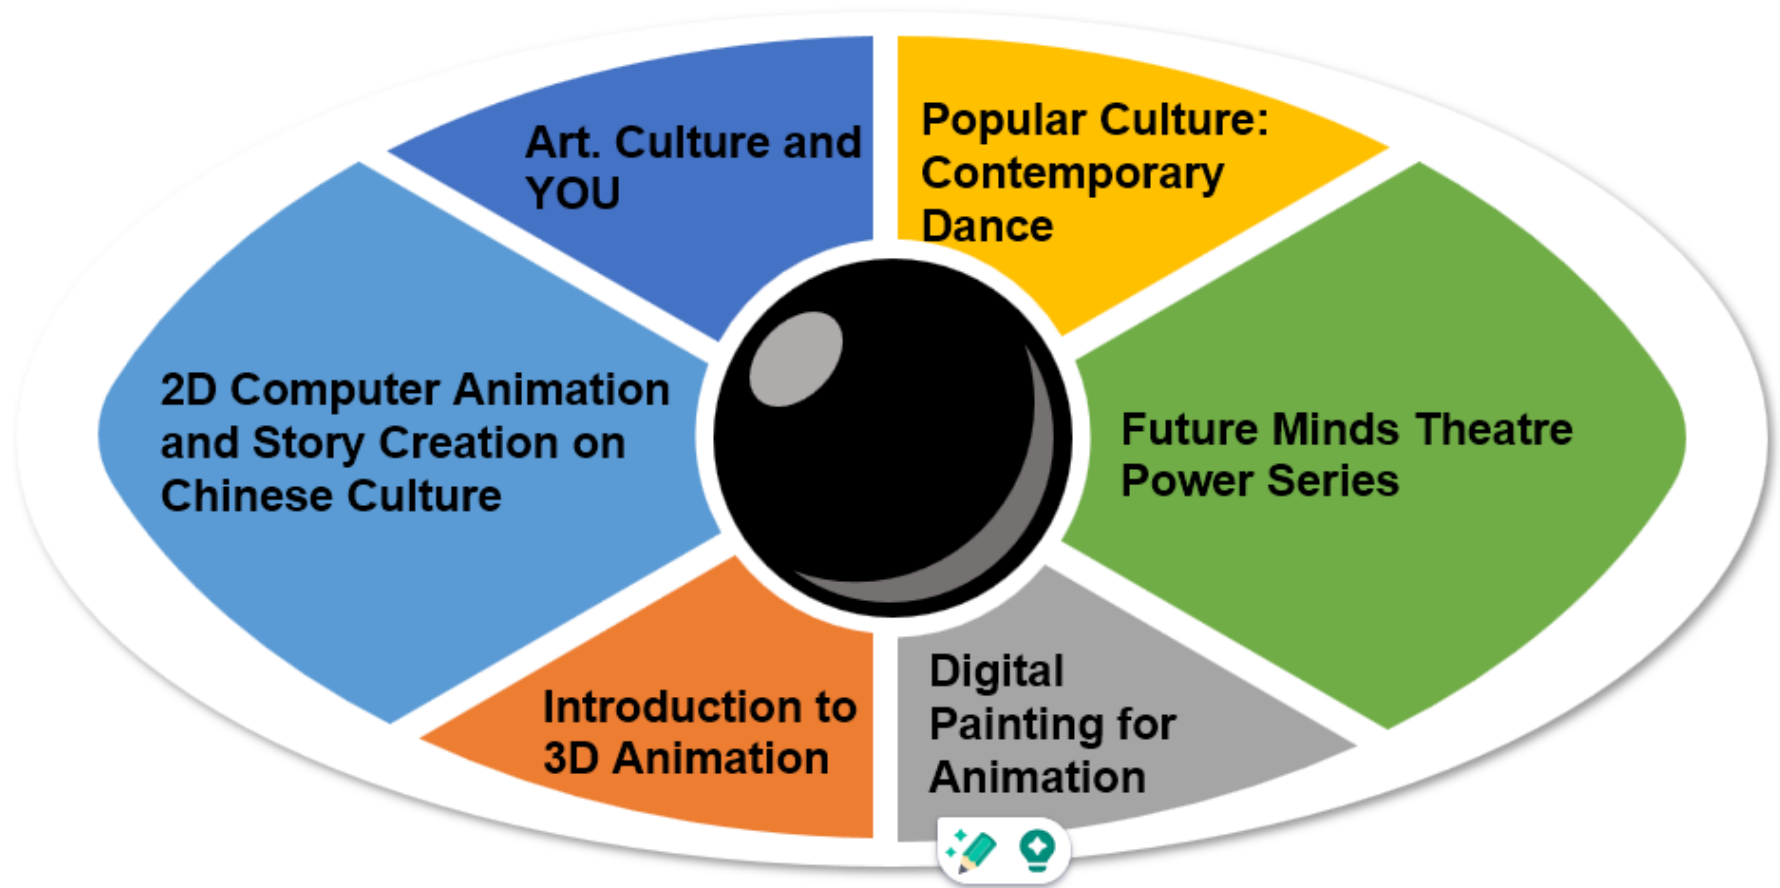 Art. Culture and
YOU
Popular Culture:
Contemporary
Dance
2D Computer Animation
and Story Creation on
Chinese Culture
Future Minds Theatre
Power Series
Introduction to
3D Animation
Digital
Painting for
Animation